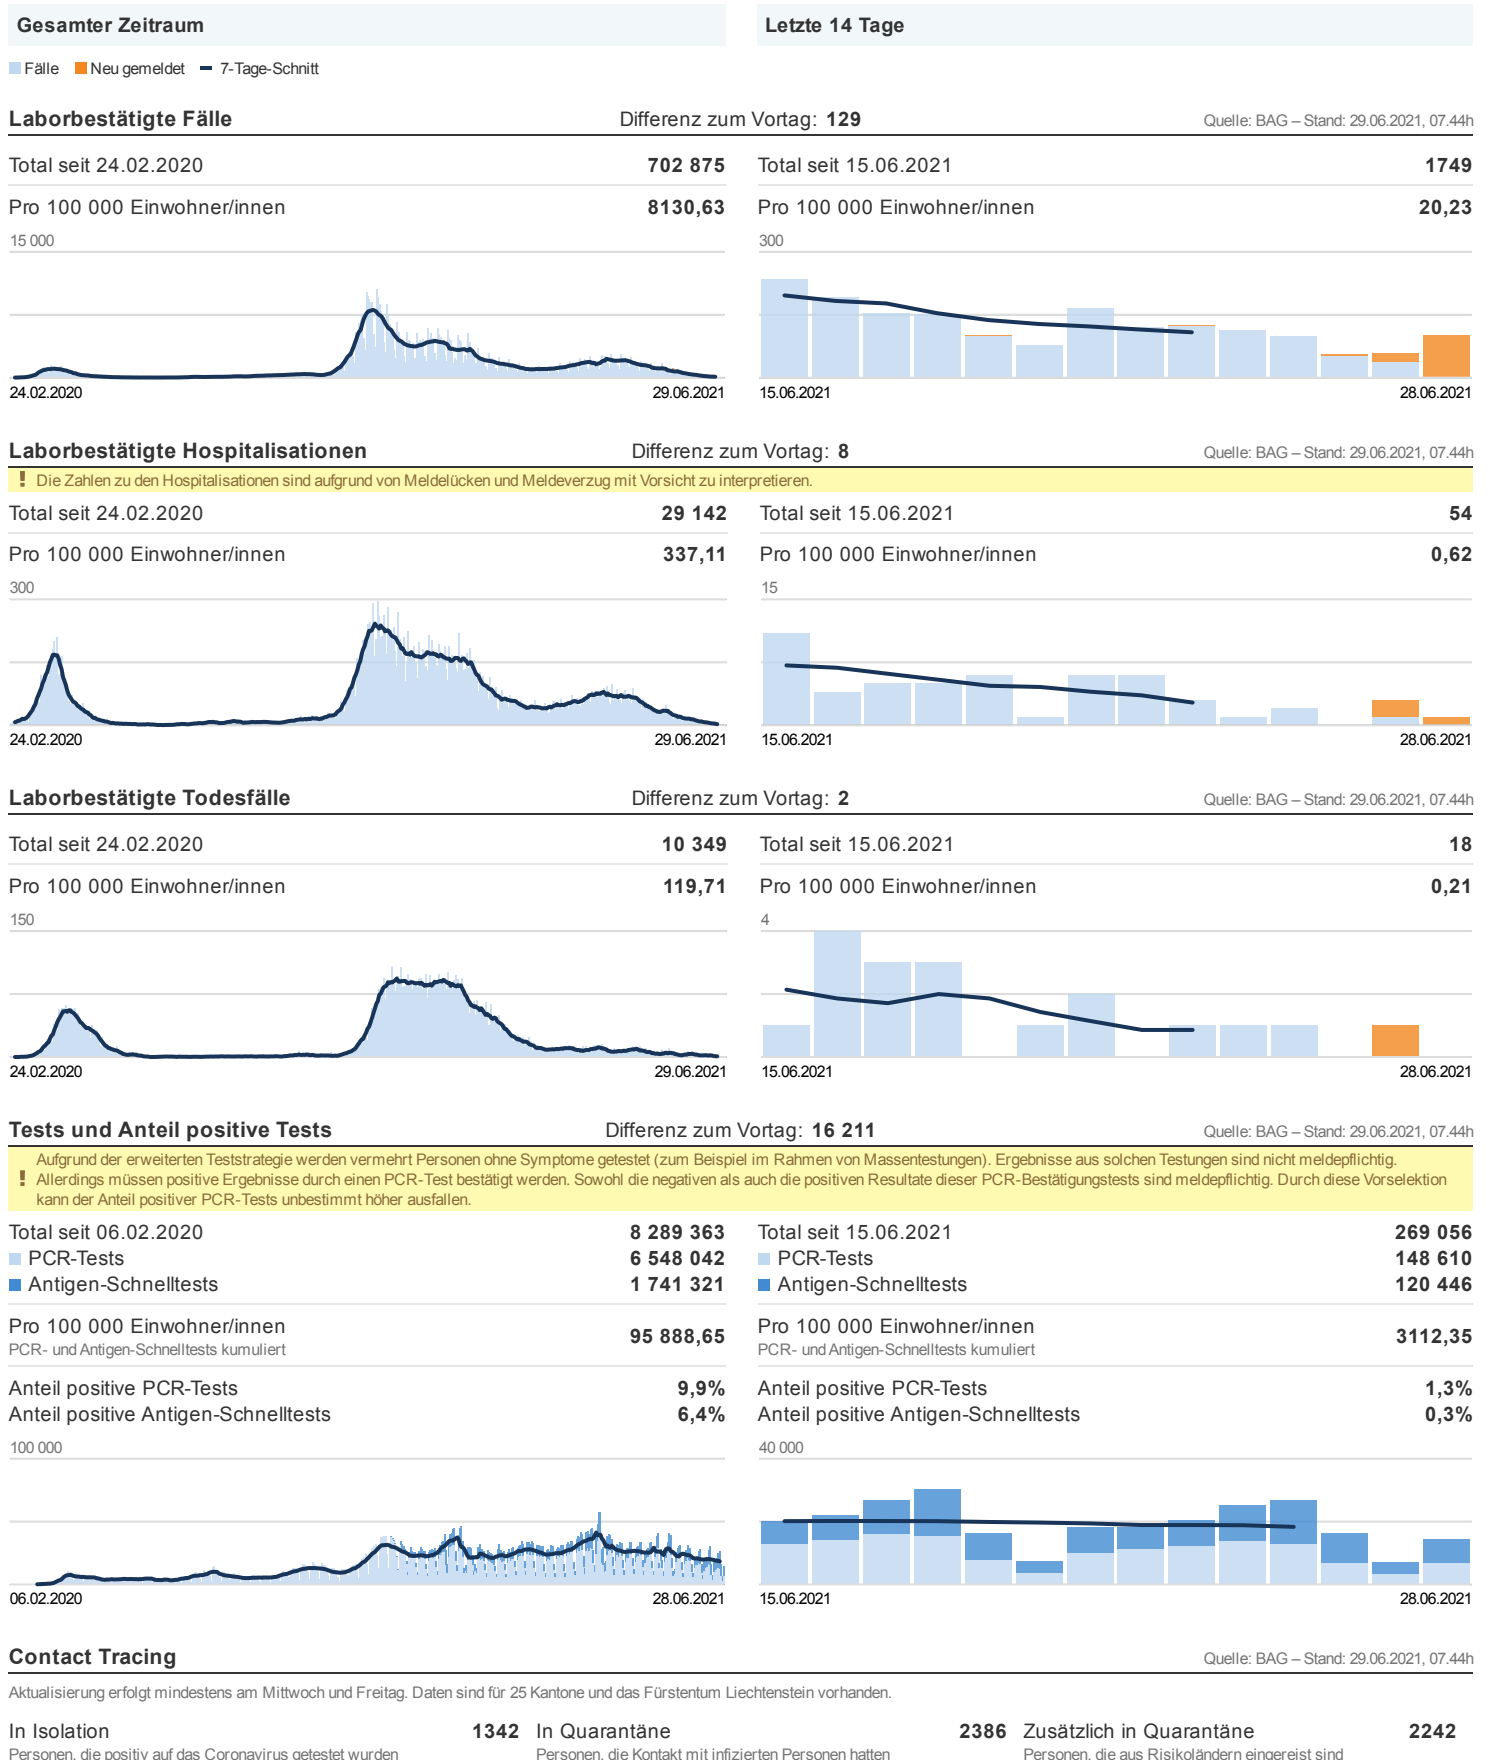 Gesamter Zeitraum
Letzte 14 Tage
Fälle Neu gemeldet 7-Tage-Schnitt
Laborbestätigte Fälle Differenz zum Vortag: 129 Quelle: BAG – Stand: 29.06.2021, 07.44h
Total seit 24.02.2020 702 875
Total seit 15.06.2021 1749
Pro 100 000 Einwohner/innen 8130,63
Pro 100 000 Einwohner/innen 20,23
15 000
300
24.02.2020 29.06.2021
15.06.2021 28.06.2021
Laborbestätigte Hospitalisationen Differenz zum Vortag: 8 Quelle: BAG – Stand: 29.06.2021, 07.44h
! Die Zahlen zu den Hospitalisationen sind aufgrund von Meldelücken und Meldeverzug mit Vorsicht zu interpretieren.
Total seit 24.02.2020 29 142
Total seit 15.06.2021 54
Pro 100 000 Einwohner/innen 337,11
Pro 100 000 Einwohner/innen 0,62
300
15
24.02.2020 29.06.2021
15.06.2021 28.06.2021
Laborbestätigte Todesfälle Differenz zum Vortag: 2 Quelle: BAG – Stand: 29.06.2021, 07.44h
Total seit 24.02.2020 10 349
Total seit 15.06.2021 18
Pro 100 000 Einwohner/innen 119,71
Pro 100 000 Einwohner/innen 0,21
150
4
24.02.2020 29.06.2021
15.06.2021 28.06.2021
Tests und Anteil positive Tests Differenz zum Vortag: 16 211 Quelle: BAG – Stand: 29.06.2021, 07.44h
Aufgrund der erweiterten Teststrategie werden vermehrt Personen ohne Symptome getestet (zum Beispiel im Rahmen von Massentestungen). Ergebnisse aus solchen Testungen sind nicht meldepflichtig.
! Allerdings müssen positive Ergebnisse durch einen PCR-Test bestätigt werden. Sowohl die negativen als auch die positiven Resultate dieser PCR-Bestätigungstests sind meldepflichtig. Durch diese Vorselektion
kann der Anteil positiver PCR-Tests unbestimmt höher ausfallen.
Total seit 06.02.2020 8 289 363
PCR-Tests 6 548 042
Antigen-Schnelltests 1 741 321
Total seit 15.06.2021 269 056
PCR-Tests 148 610
Antigen-Schnelltests 120 446
Pro 100 000 Einwohner/innen 95 888,65
PCR- und Antigen-Schnelltests kumuliert
Pro 100 000 Einwohner/innen 3112,35
PCR- und Antigen-Schnelltests kumuliert
Anteil positive PCR-Tests 9,9%
Anteil positive Antigen-Schnelltests 6,4%
Anteil positive PCR-Tests 1,3%
Anteil positive Antigen-Schnelltests 0,3%
100 000
40 000
06.02.2020 28.06.2021
15.06.2021 28.06.2021
Contact Tracing Quelle: BAG – Stand: 29.06.2021, 07.44h
Aktualisierung erfolgt mindestens am Mittwoch und Freitag. Daten sind für 25 Kantone und das Fürstentum Liechtenstein vorhanden.
In Isolation 1342 In Quarantäne 2386 Zusätzlich in Quarantäne 2242
Personen, die positiv auf das Coronavirus getestet wurden Personen, die Kontakt mit infizierten Personen hatten Personen, die aus Risikoländern eingereist sind